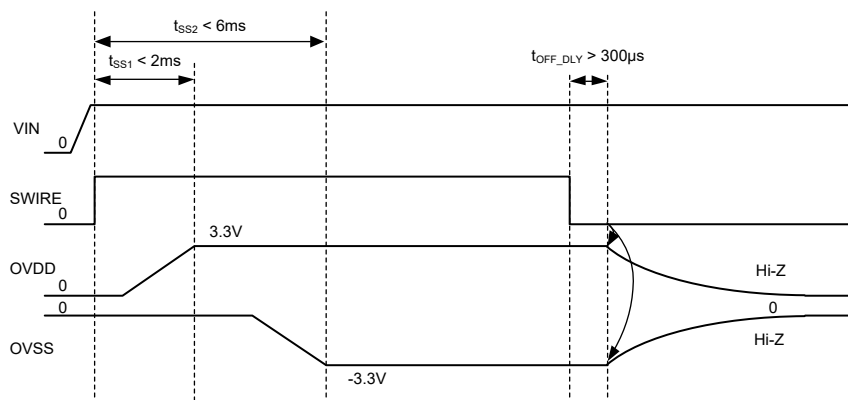 tSS2 < 6ms
tSS1 < 2ms
tOFF_DLY > 300µs
VIN
0
SWIRE
0
3.3V
OVDD
0
Hi-Z
0
0
OVSS
Hi-Z
-3.3V